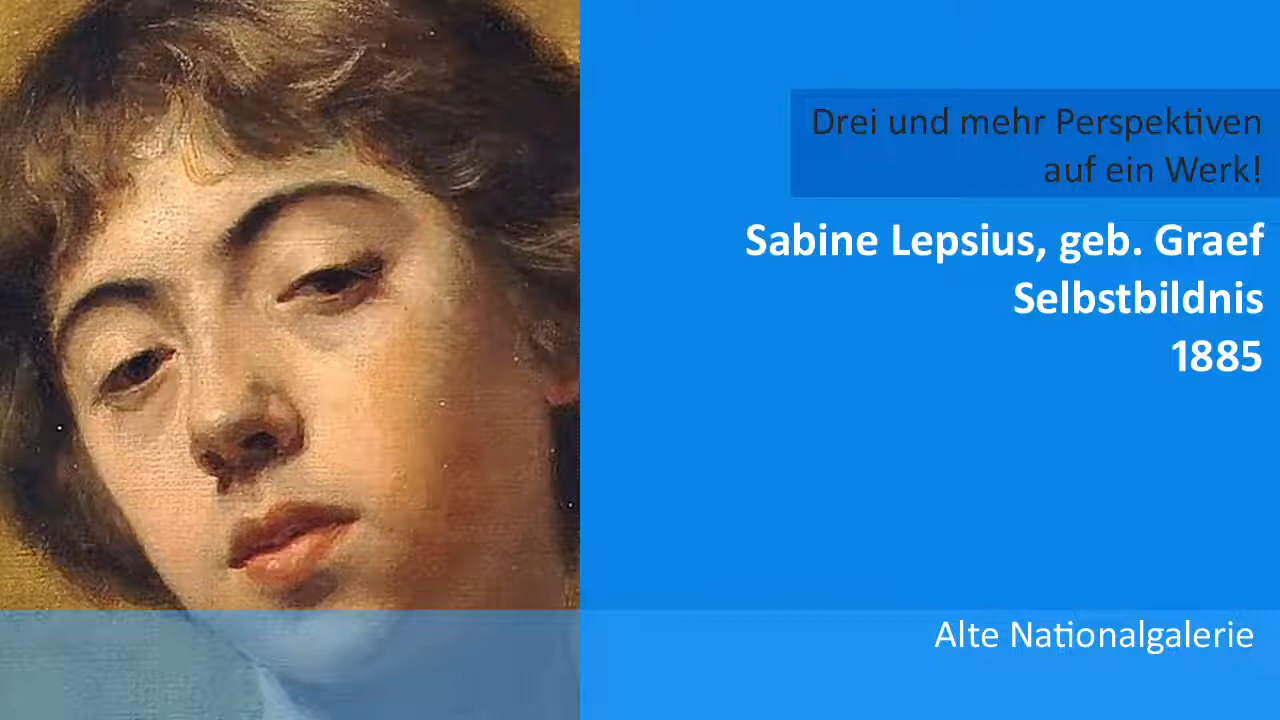 Drei und mehr Perspektiven
auf ein Werk!
Sabine Lepsius, geb. Graef
Selbstbildnis
1885
Alte Nationalgalerie